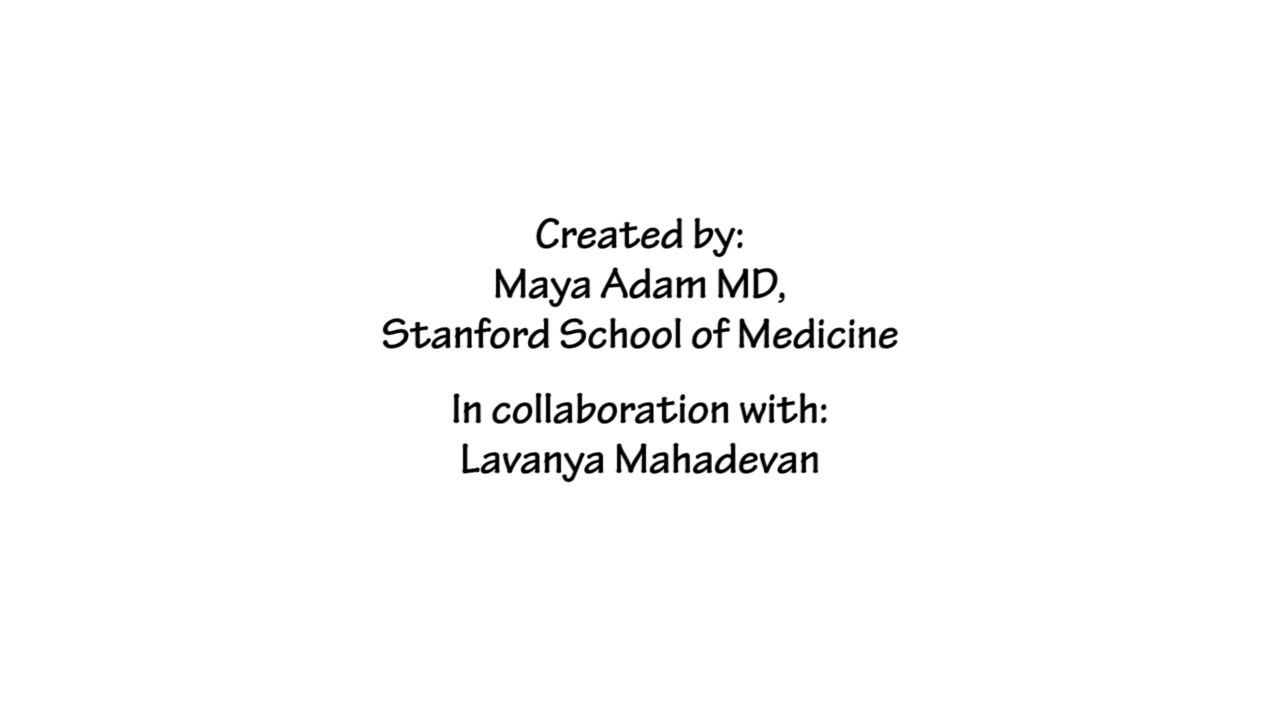 Created by:
Maya Adam MD,
Stanford School of Medicine
In collaboration with:
Lavanya Mahadevan